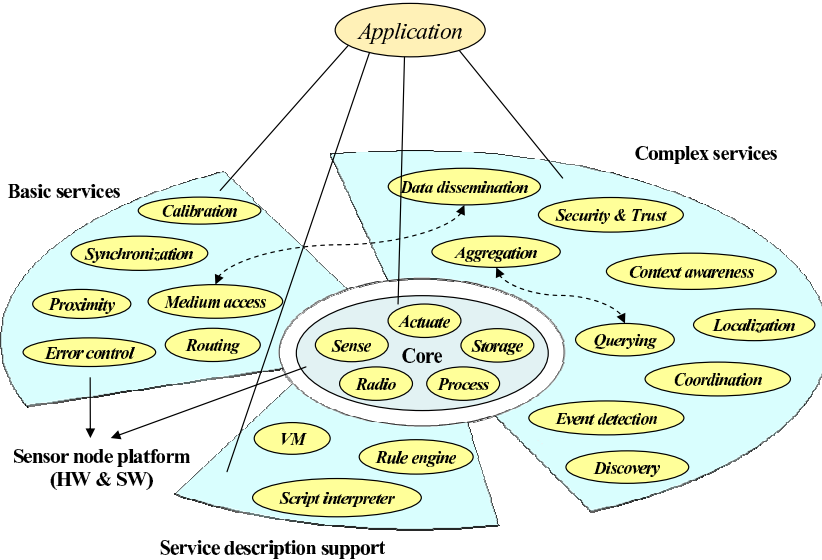 Application
Complex services
Basic services
Data dissemination
Calibration
Security & Trust
Synchronization
Aggregation
Context awareness
Proximity
Medium access
Actuate
Localization
Error control
Routing
Sense
Core
Storage
Querying
Radio
Process
Coordination
Event detection
Sensor node platform
(HW & SW)
VM
Rule engine
Discovery
Script interpreter
Service description support